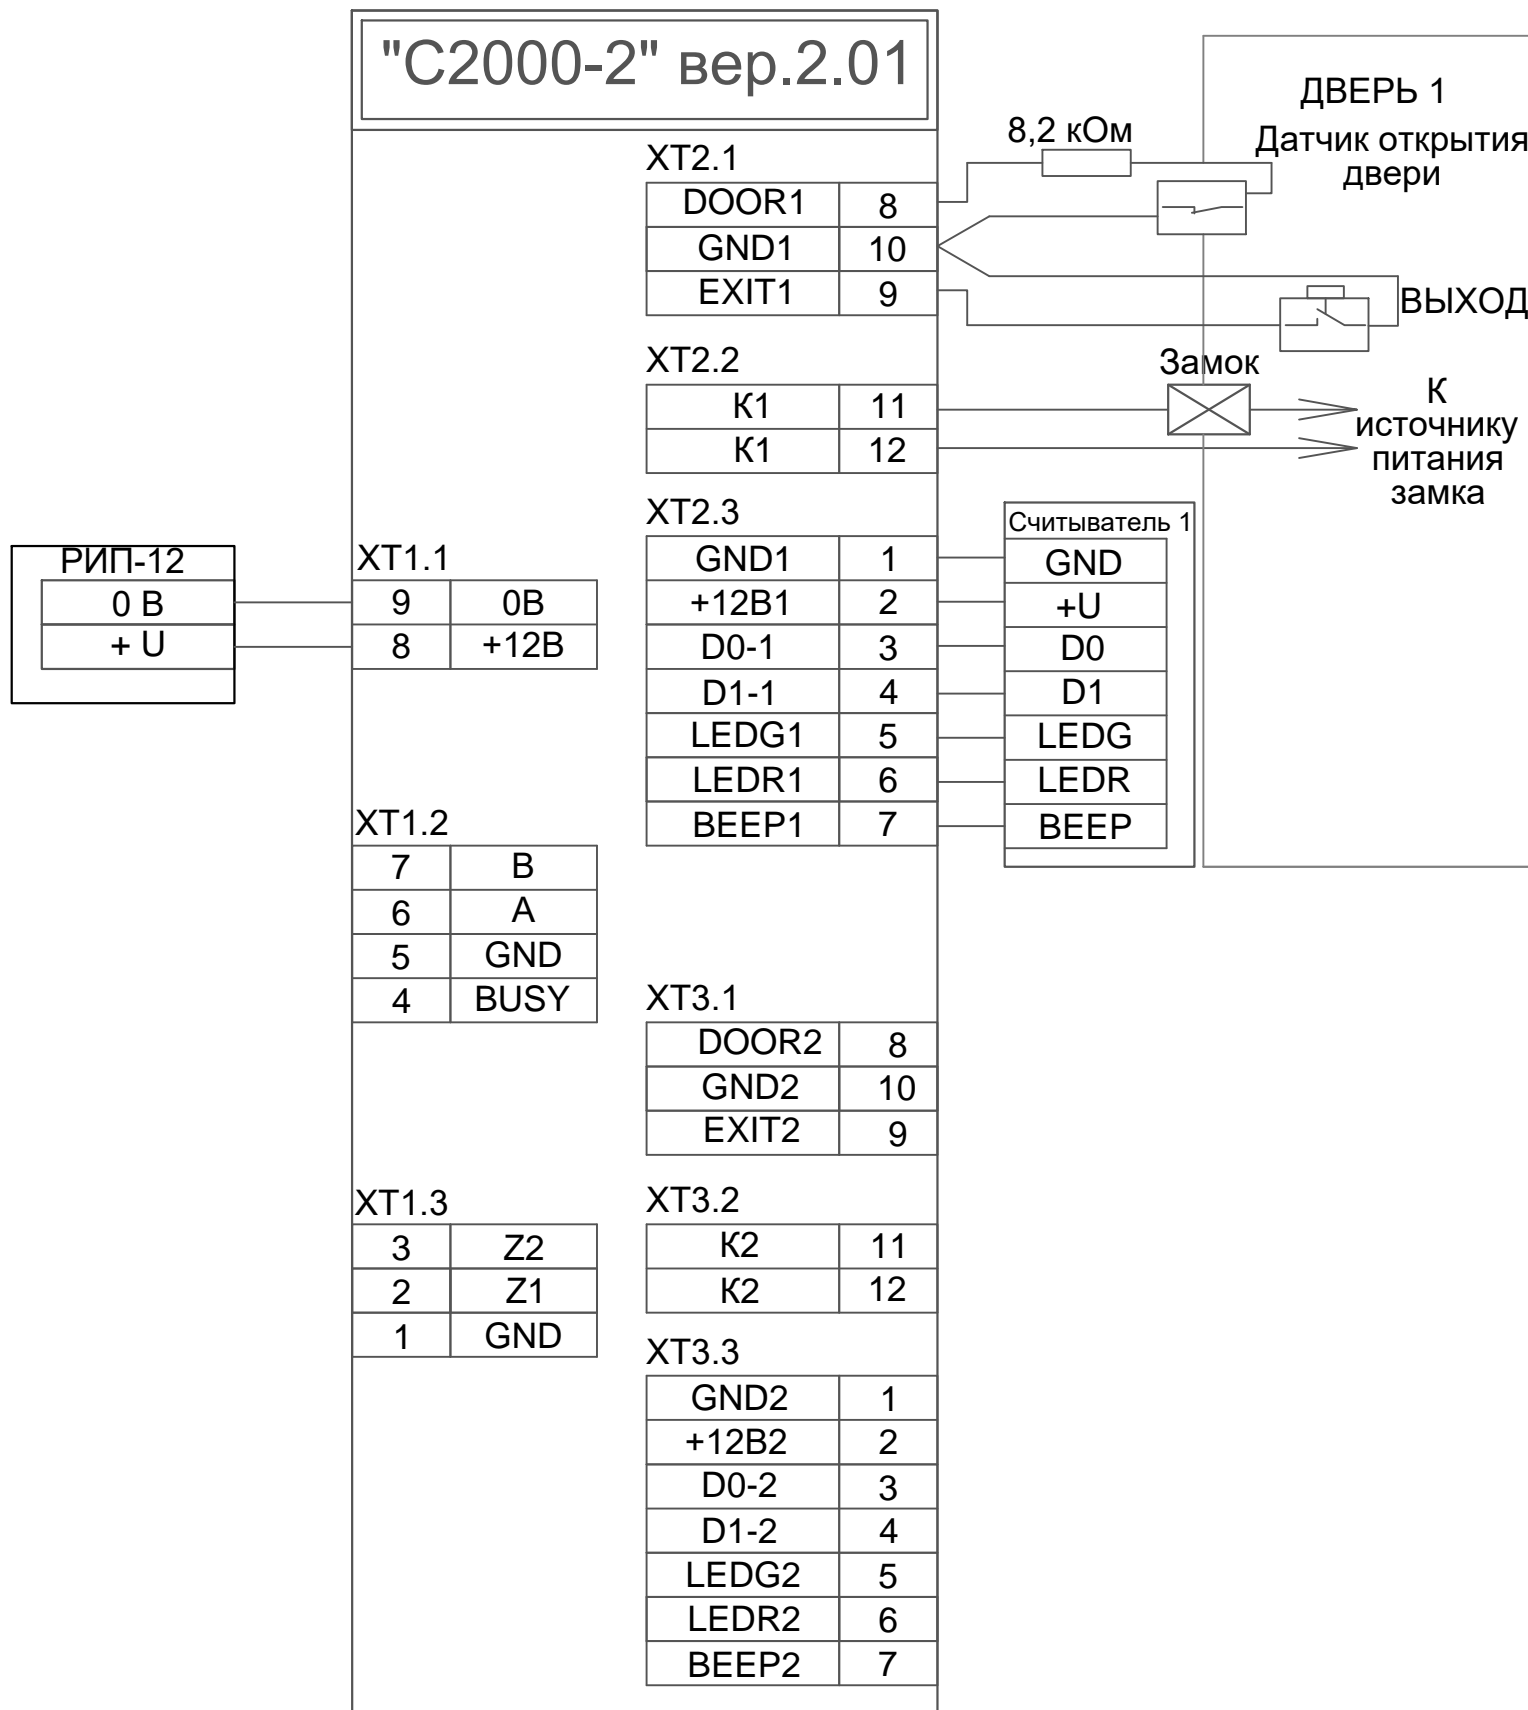 "С2000-2" вер.2.01
ДВЕРЬ 1
Датчик открытия
двери
8,2 кОм
XT2.1
DOOR1 8
GND1 10
EXIT1 9
ВЫХОД
XT2.2
К1 11
К1 12
Замок
К
источнику
питания
замка
XT2.3
GND1 1
+12В1 2
D0-1 3
D1-1 4
LEDG1 5
LEDR1 6
BEEP1 7
Считыватель 1
GND
+U
D0
D1
LEDG
LEDR
BEEP
РИП-12
0 В
+ U
XT1.1
9 0В
8 +12В
XT1.2
7 B
6 A
5 GND
4 BUSY
XT1.3
3 Z2
2 Z1
1 GND
XT3.1
DOOR2 8
GND2 10
EXIT2 9
XT3.2
К2 11
К2 12
XT3.3
GND2 1
+12В2 2
D0-2 3
D1-2 4
LEDG2 5
LEDR2 6
BEEP2 7